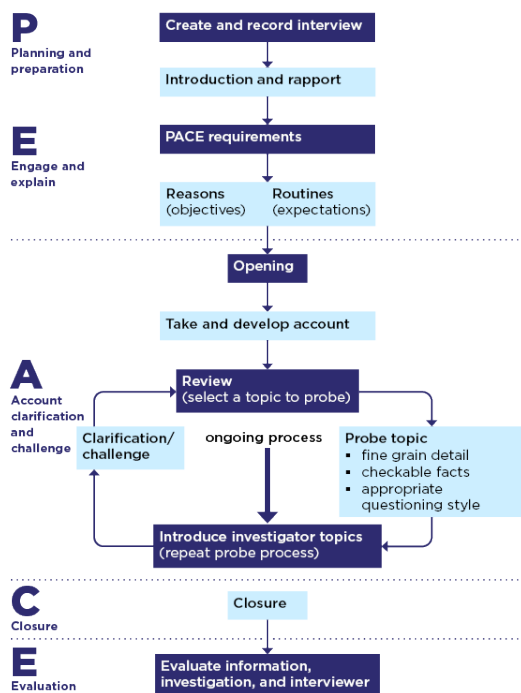 P
Planning and
preparation
Create and record interview
Introduction and rapport
E
Engage and
explain
PACE requirements
Reasons
(objectives)
Routines
(expectations)
Opening
Take and develop account
A
Account
clarification
and
challenge
Review
(select a topic to probe)
Clarification/
challenge
ongoing process
Probe topic
▪ fine grain detail
▪ checkable facts
▪ appropriate
questioning style
Introduce investigator topics
(repeat probe process)
C
Closure
Closure
E
Evaluation
Evaluate information,
investigation, and interviewer